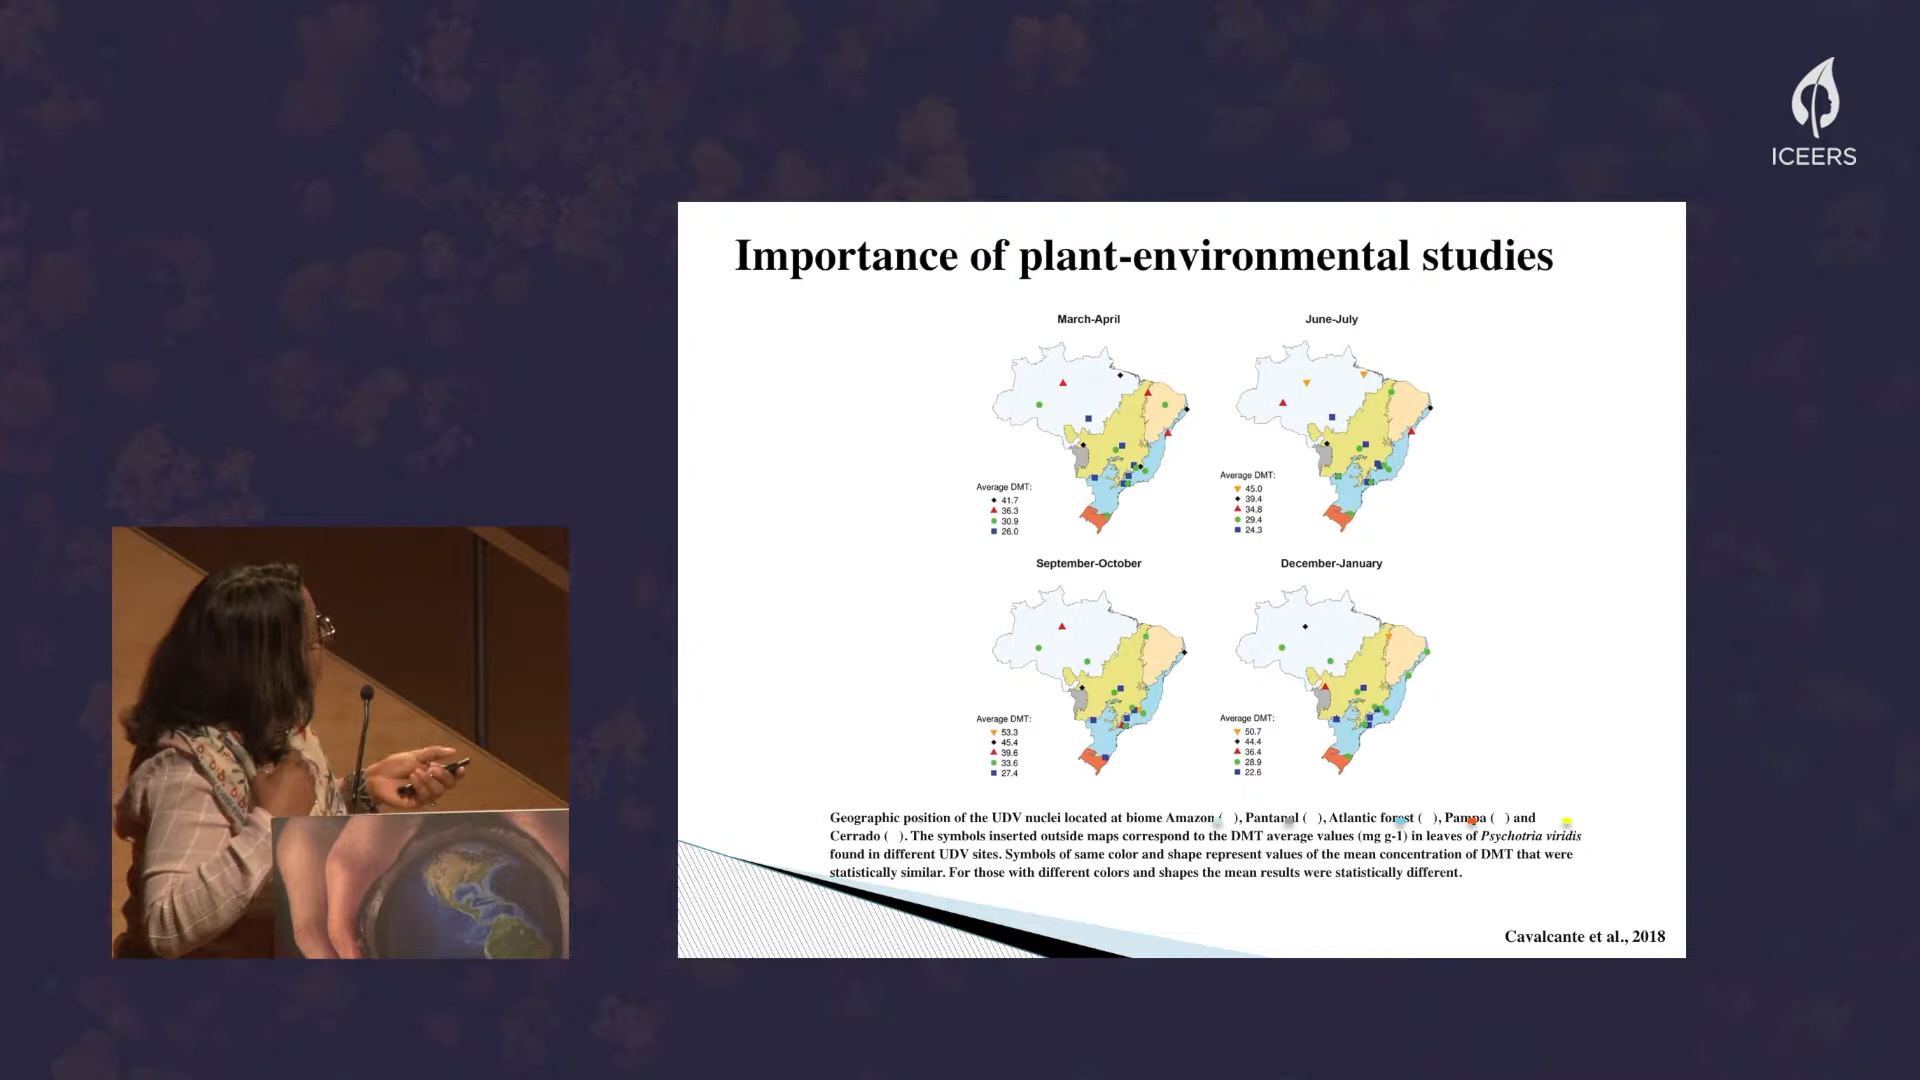 ICEERS
Importance of plant-environmental studies
March-April
Average DMT:
41.7
36.3
30.9
26.0
June-July
Average DMT:
45.0
39.4
34.8
29.4
24.3
September-October
Average DMT:
53.3
45.4
39.6
33.6
27.4
December-January
Average DMT:
50.7
44.4
36.4
28.9
22.6
Geographic position of the UDV nuclei located at biome Amazon ( ), Pantanal ( ), Atlantic forest ( ), Pampa ( ) and
Cerrado ( ). The symbols inserted outside maps correspond to the DMT average values (mg g-1) in leaves of Psychotria viridis
found in different UDV sites. Symbols of same color and shape represent values of the mean concentration of DMT that were
statistically similar. For those with different colors and shapes the mean results were statistically different.
Cavalcante et al., 2018